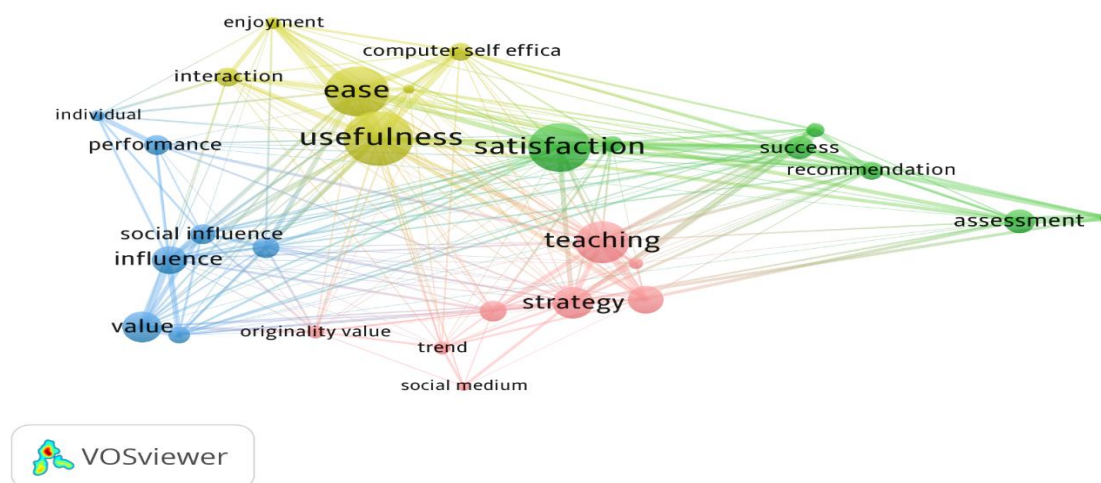 enjoyment
computer self effica
interaction
ease
individual
usefulness
performance
satisfaction
success
recommendation
social influence
assessment
influence
teaching
value
originality value
strategy
trend
social medium
VOSviewer